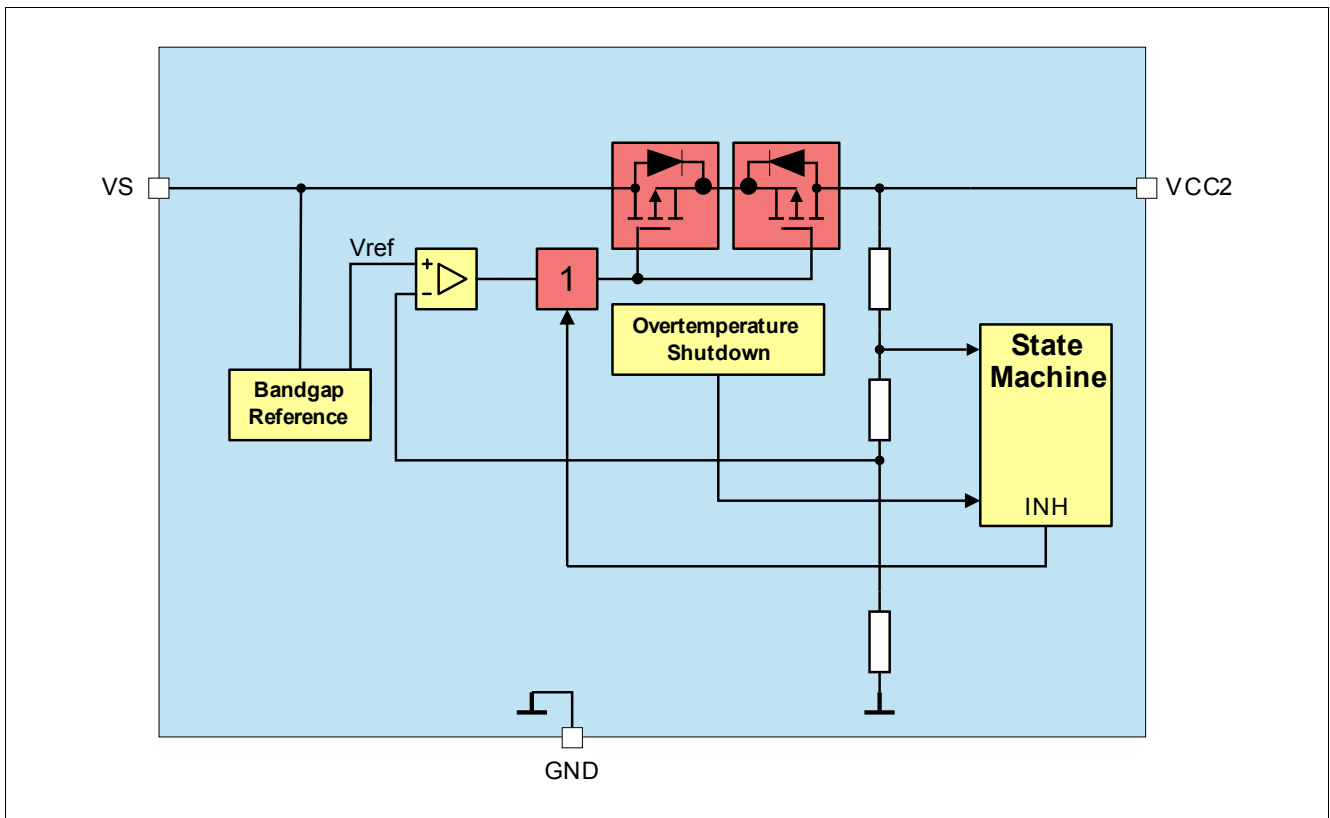 VS
VCC2
Vref
+
-
1
Overtemperature
Shutdown
State
Machine
Bandgap
Reference
INH
GND